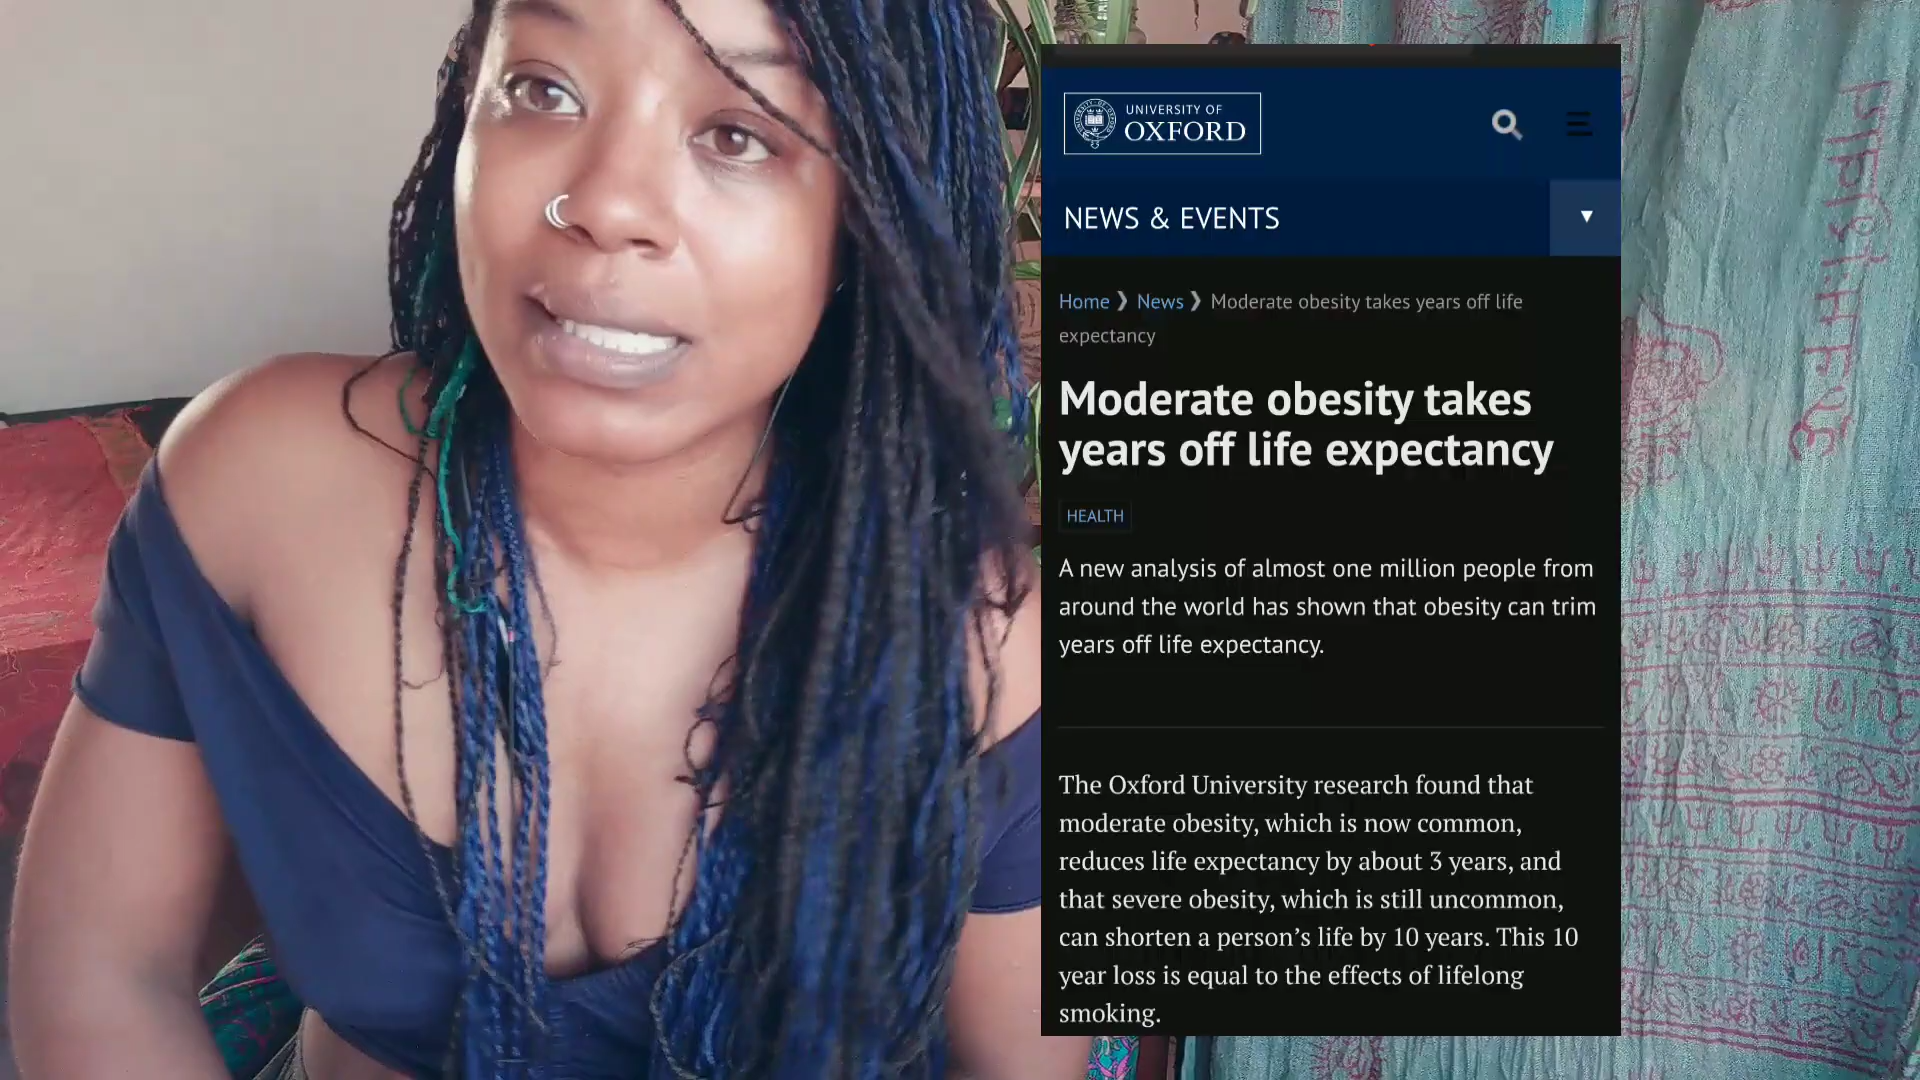 UNIVERSITY OF
OXFORD
NEWS & EVENTS
Home ❯ News ❯ Moderate obesity takes years off life
expectancy
Moderate obesity takes
years off life expectancy
HEALTH
A new analysis of almost one million people from
around the world has shown that obesity can trim
years off life expectancy.
The Oxford University research found that
moderate obesity, which is now common,
reduces life expectancy by about 3 years, and
that severe obesity, which is still uncommon,
can shorten a person's life by 10 years. This 10
year loss is equal to the effects of lifelong
smoking.